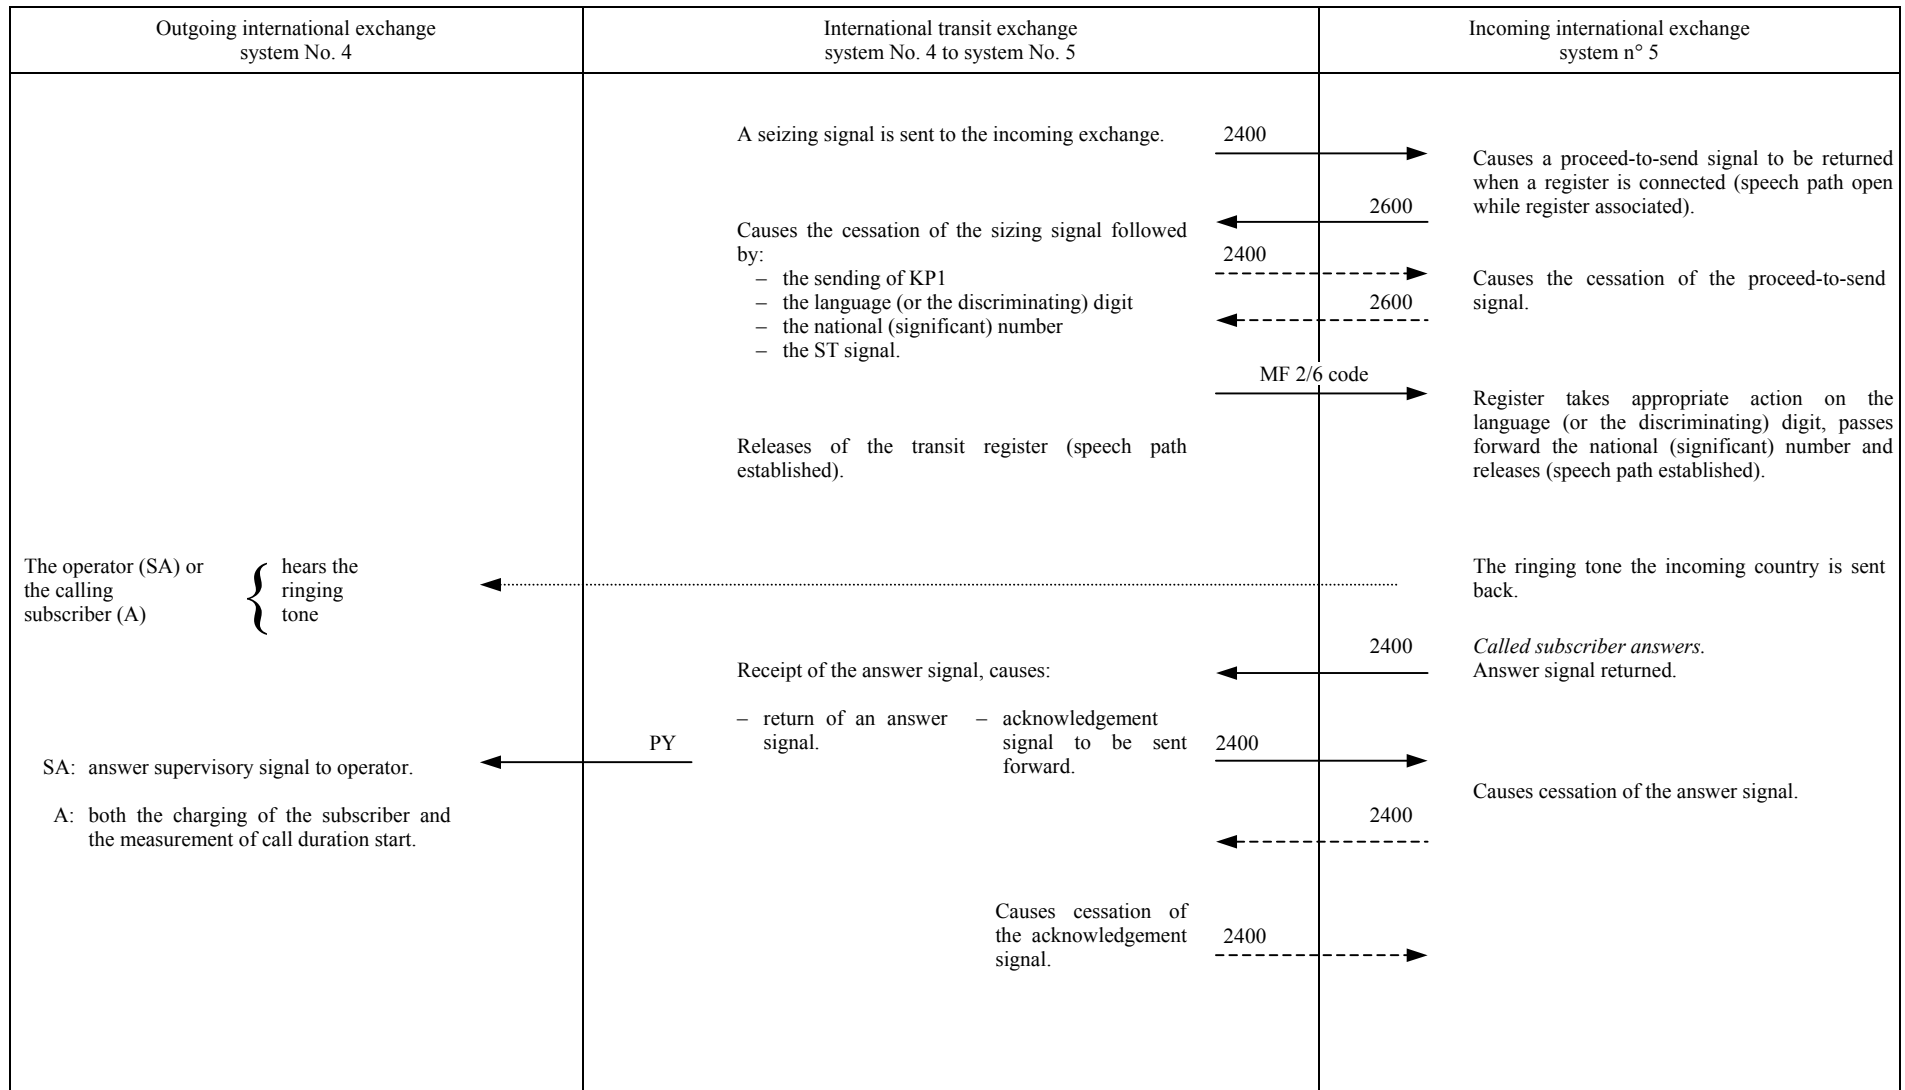 Outgoing international exchange
system No. 4
International transit exchange
system No. 4 to system No. 5
Incoming international exchange
system n° 5
A seizing signal is sent to the incoming exchange.
2400
Causes a proceed-to-send signal to be returned
when a register is connected (speech path open
while register associated).
2600
Causes the cessation of the sizing signal followed
by:
– the sending of KP1
– the language (or the discriminating) digit
– the national (significant) number
– the ST signal.
2400
Causes the cessation of the proceed-to-send
signal.
2600
MF 2/6 code
Register takes appropriate action on the
language (or the discriminating) digit, passes
forward the national (significant) number and
releases (speech path established).
Releases of the transit register (speech path
established).
The operator (SA) or
the calling
subscriber (A)
{ hears the
ringing
tone
The ringing tone the incoming country is sent
back.
2400
Called subscriber answers.
Answer signal returned.
Receipt of the answer signal, causes:
– return of an answer
signal.
– acknowledgement
signal to be sent
forward.
PY
2400
SA: answer supervisory signal to operator.
A: both the charging of the subscriber and
the measurement of call duration start.
Causes cessation of the answer signal.
2400
Causes cessation of
the acknowledgement
signal.
2400